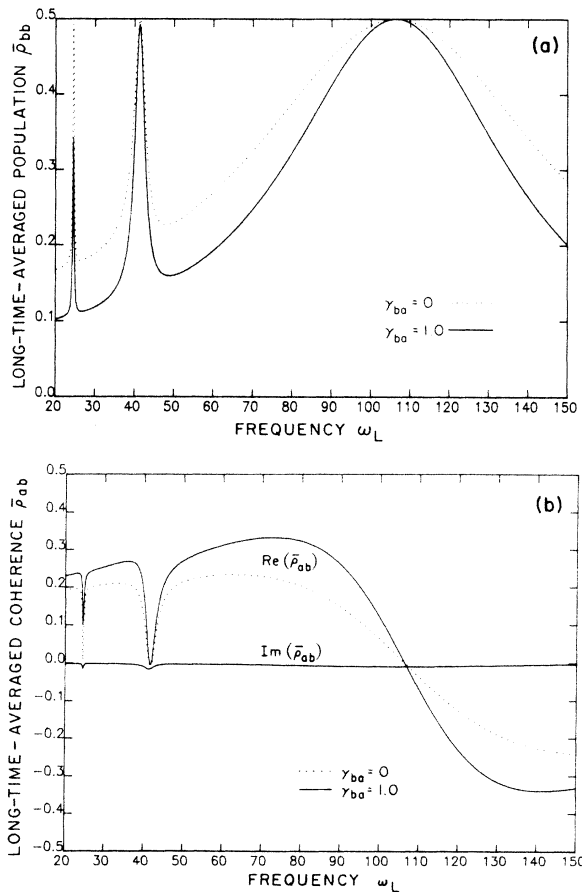 LONG-TIME-AVERAGED POPULATION ρ̄bb
0.5
0.4
0.3
0.2
0.1
0.0
(a)
γba = 0
γba = 1.0
20 30 40 50 60 70 80 90 100 110 120 130 140 150
FREQUENCY ωL
LONG-TIME-AVERAGED COHERENCE ρ̄ab
0.5
0.4
0.3
0.2
0.1
0.0
-0.1
-0.2
-0.3
-0.4
-0.5
(b)
Re(ρ̄ab)
Im(ρ̄ab)
γba = 0
γba = 1.0
20 30 40 50 60 70 80 90 100 110 120 130 140 150
FREQUENCY ωL